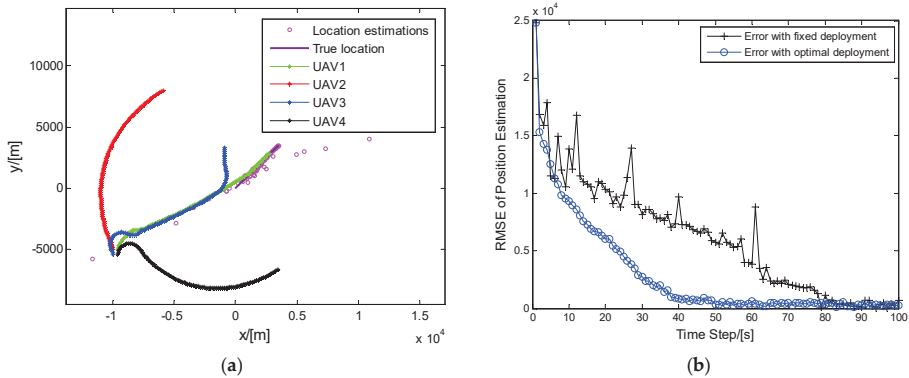 Location estimations
True location
UAV1
UAV2
UAV3
UAV4
10000
5000
0
-5000
y/[m]
-1 -0.5 0 0.5 1 1.5
x/[m]
x 10^4
(a)
x 10^4
Error with fixed deployment
Error with optimal deployment
2.5
2
1.5
1
0.5
0
RMSE of Position Estimation
0 10 20 30 40 50 60 70 80 90 100
Time Step/[s]
(b)